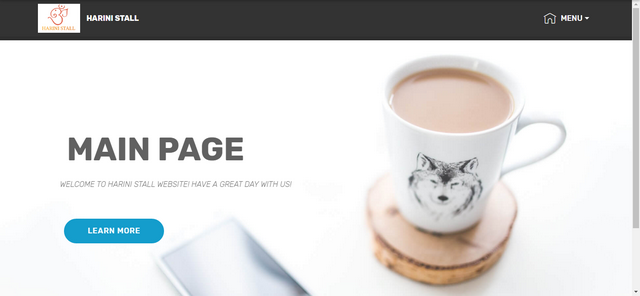 HARINI STALL
HARINI STALL
MENU
MAIN PAGE
WELCOME TO HARINI STALL WEBSITE! HAVE A GREAT DAY WITH US!
LEARN MORE